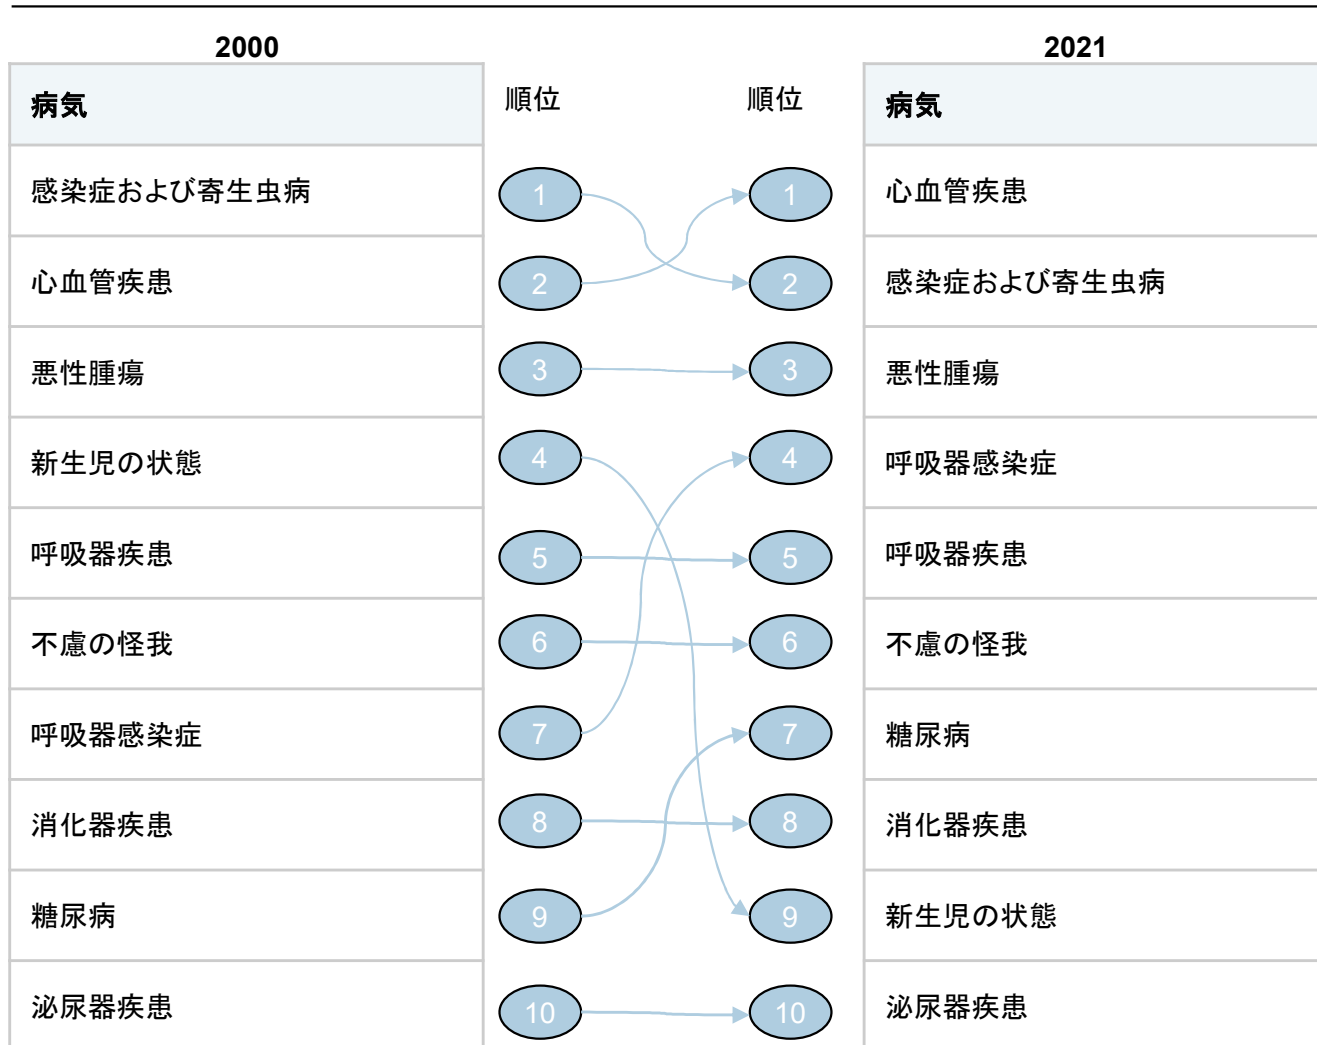 2000
2021
病気
順位
順位
病気
感染症および寄生虫病
1
1
心血管疾患
心血管疾患
2
2
感染症および寄生虫病
悪性腫瘍
3
3
悪性腫瘍
新生児の状態
4
4
呼吸器感染症
呼吸器疾患
5
5
呼吸器疾患
不慮の怪我
6
6
不慮の怪我
呼吸器感染症
7
7
糖尿病
消化器疾患
8
8
消化器疾患
糖尿病
9
9
新生児の状態
泌尿器疾患
10
10
泌尿器疾患